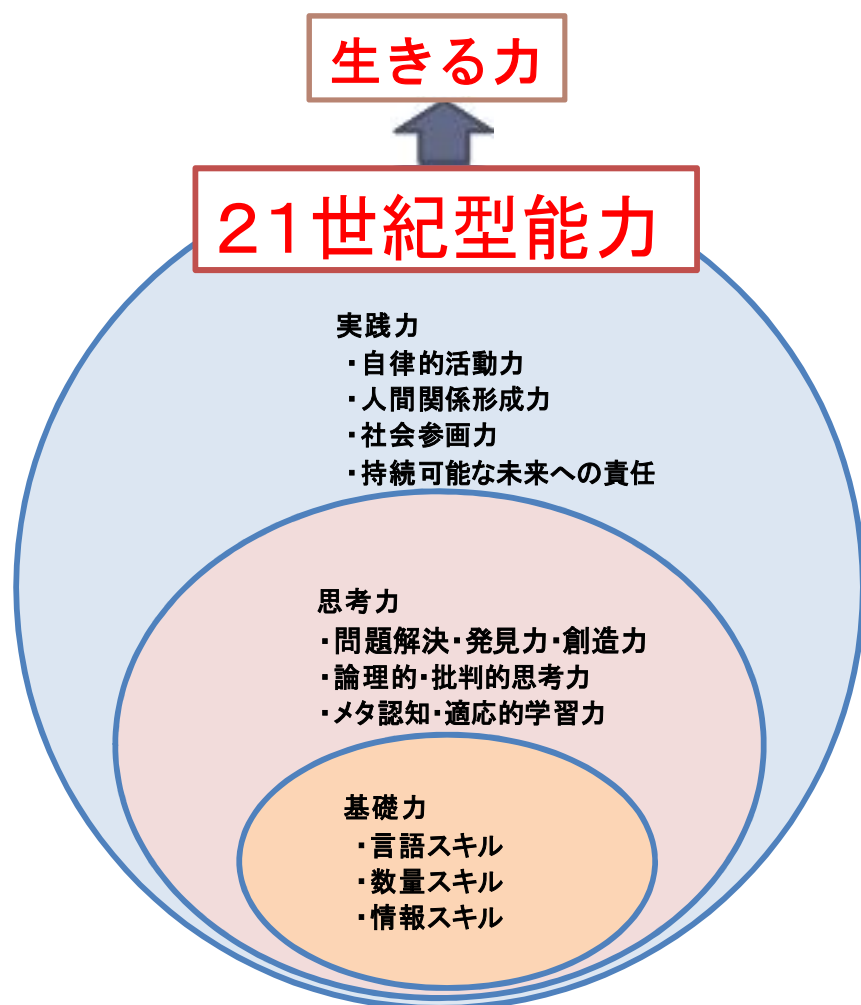 生きる力
21世紀型能力
実践力
・自律的活動力
・人間関係形成力
・社会参画力
・持続可能な未来への責任
思考力
・問題解決・発見力・創造力
・論理的・批判的思考力
・メタ認知・適応的学習力
基礎力
・言語スキル
・数量スキル
・情報スキル